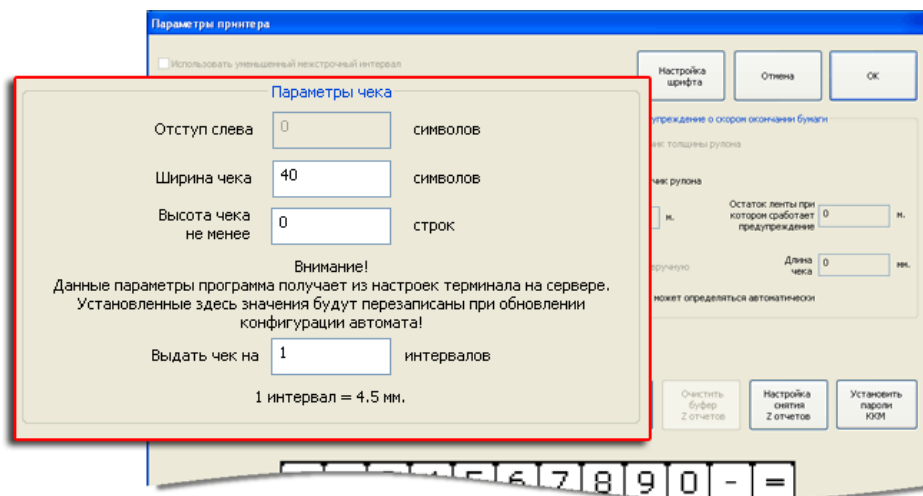 Параметры принтера
Использовать уменьшенный межстрочный интервал
Настройка
шрифта
Отмена
ОК
Параметры чека
Отступ слева 0 символов
Ширина чека 40 символов
Высота чека
не менее 0 строк
Внимание!
Данные параметры программа получает из настроек терминала на сервере.
Установленные здесь значения будут перезаписаны при обновлении
конфигурации автомата!
Выдать чек на 1 интервалов
1 интервал = 4.5 мм.
о скором окончании бумаги
толщины рулона
рулона
м.
Остаток ленты при
котором сработает 0 м.
предупреждение
Длина
чека 0 мм.
может определяться автоматически
Очистить
буфер
Z отчетов
Настройка
снятия
Z отчетов
Установить
пароли
ККМ
4 5 6 7 8 9 0 - =